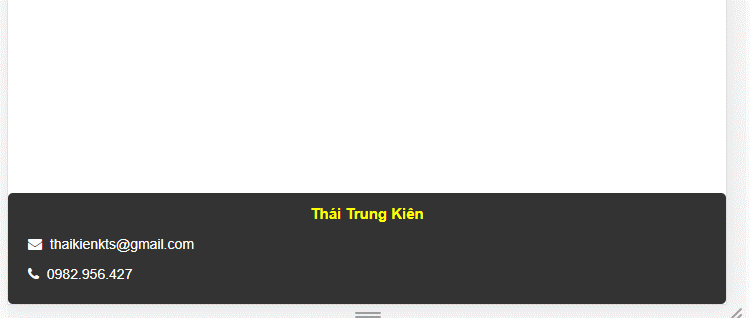 Thái Trung Kiên
thaikienkts@gmail.com
0982.956.427